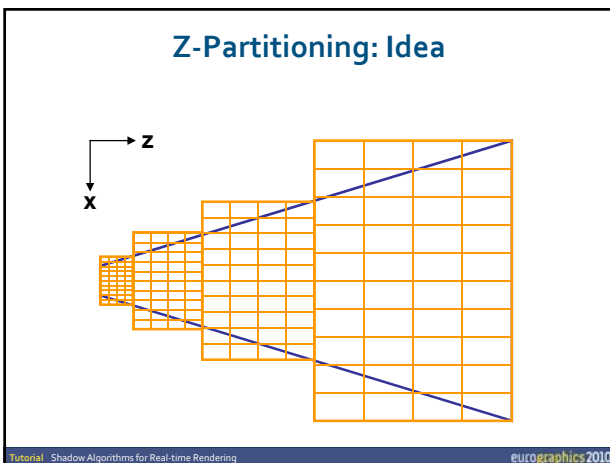 Z-Partitioning: Idea
z
x
Tutorial Shadow Algorithms for Real-time Rendering
eurographics 2010